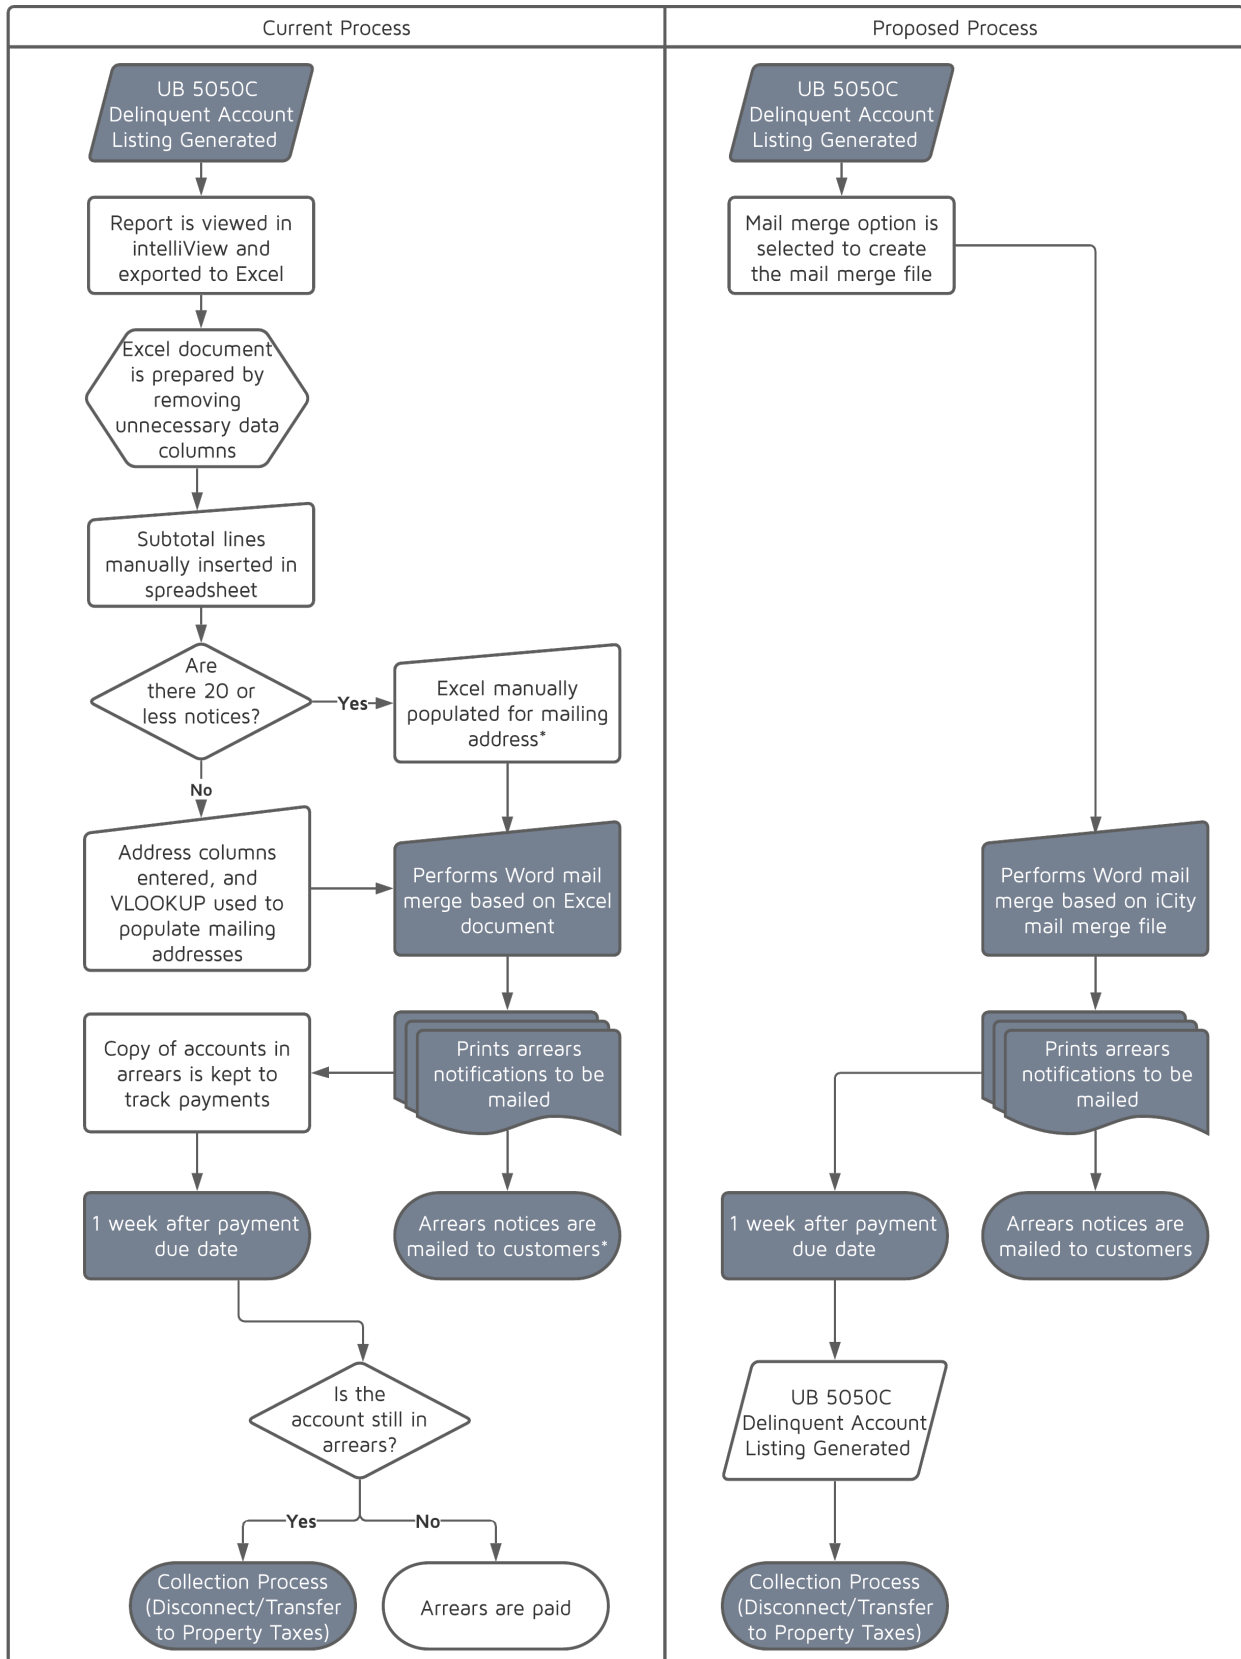 Current Process
UB 5050C
Delinquent Account
Listing Generated
Report is viewed in
intelliView and
exported to Excel
Excel document
is prepared by
removing
unnecessary data
columns
Subtotal lines
manually inserted in
spreadsheet
Are
there 20 or
less notices?
Yes
Excel manually
populated for mailing
address*
No
Address columns
entered, and
VLOOKUP used to
populate mailing
addresses
Performs Word mail
merge based on Excel
document
Prints arrears
notifications to be
mailed
Copy of accounts in
arrears is kept to
track payments
1 week after payment
due date
Arrears notices are
mailed to customers*
Is the
account still in
arrears?
Yes
No
Collection Process
(Disconnect/Transfer
to Property Taxes)
Arrears are paid
Proposed Process
UB 5050C
Delinquent Account
Listing Generated
Mail merge option is
selected to create
the mail merge file
Performs Word mail
merge based on iCity
mail merge file
Prints arrears
notifications to be
mailed
1 week after payment
due date
Arrears notices are
mailed to customers
UB 5050C
Delinquent Account
Listing Generated
Collection Process
(Disconnect/Transfer
to Property Taxes)